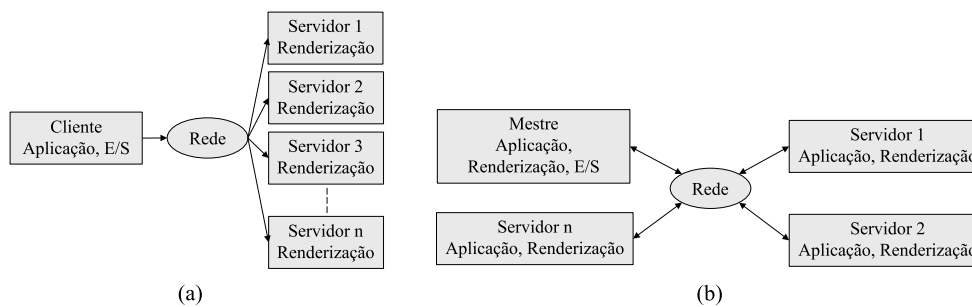 Servidor 1
Renderização
Servidor 2
Renderização
Cliente
Aplicação, E/S
Rede
Servidor 3
Renderização
Servidor n
Renderização
(a)
Mestre
Aplicação,
Renderização, E/S
Servidor 1
Aplicação, Renderização
Rede
Servidor n
Aplicação, Renderização
Servidor 2
Aplicação, Renderização
(b)